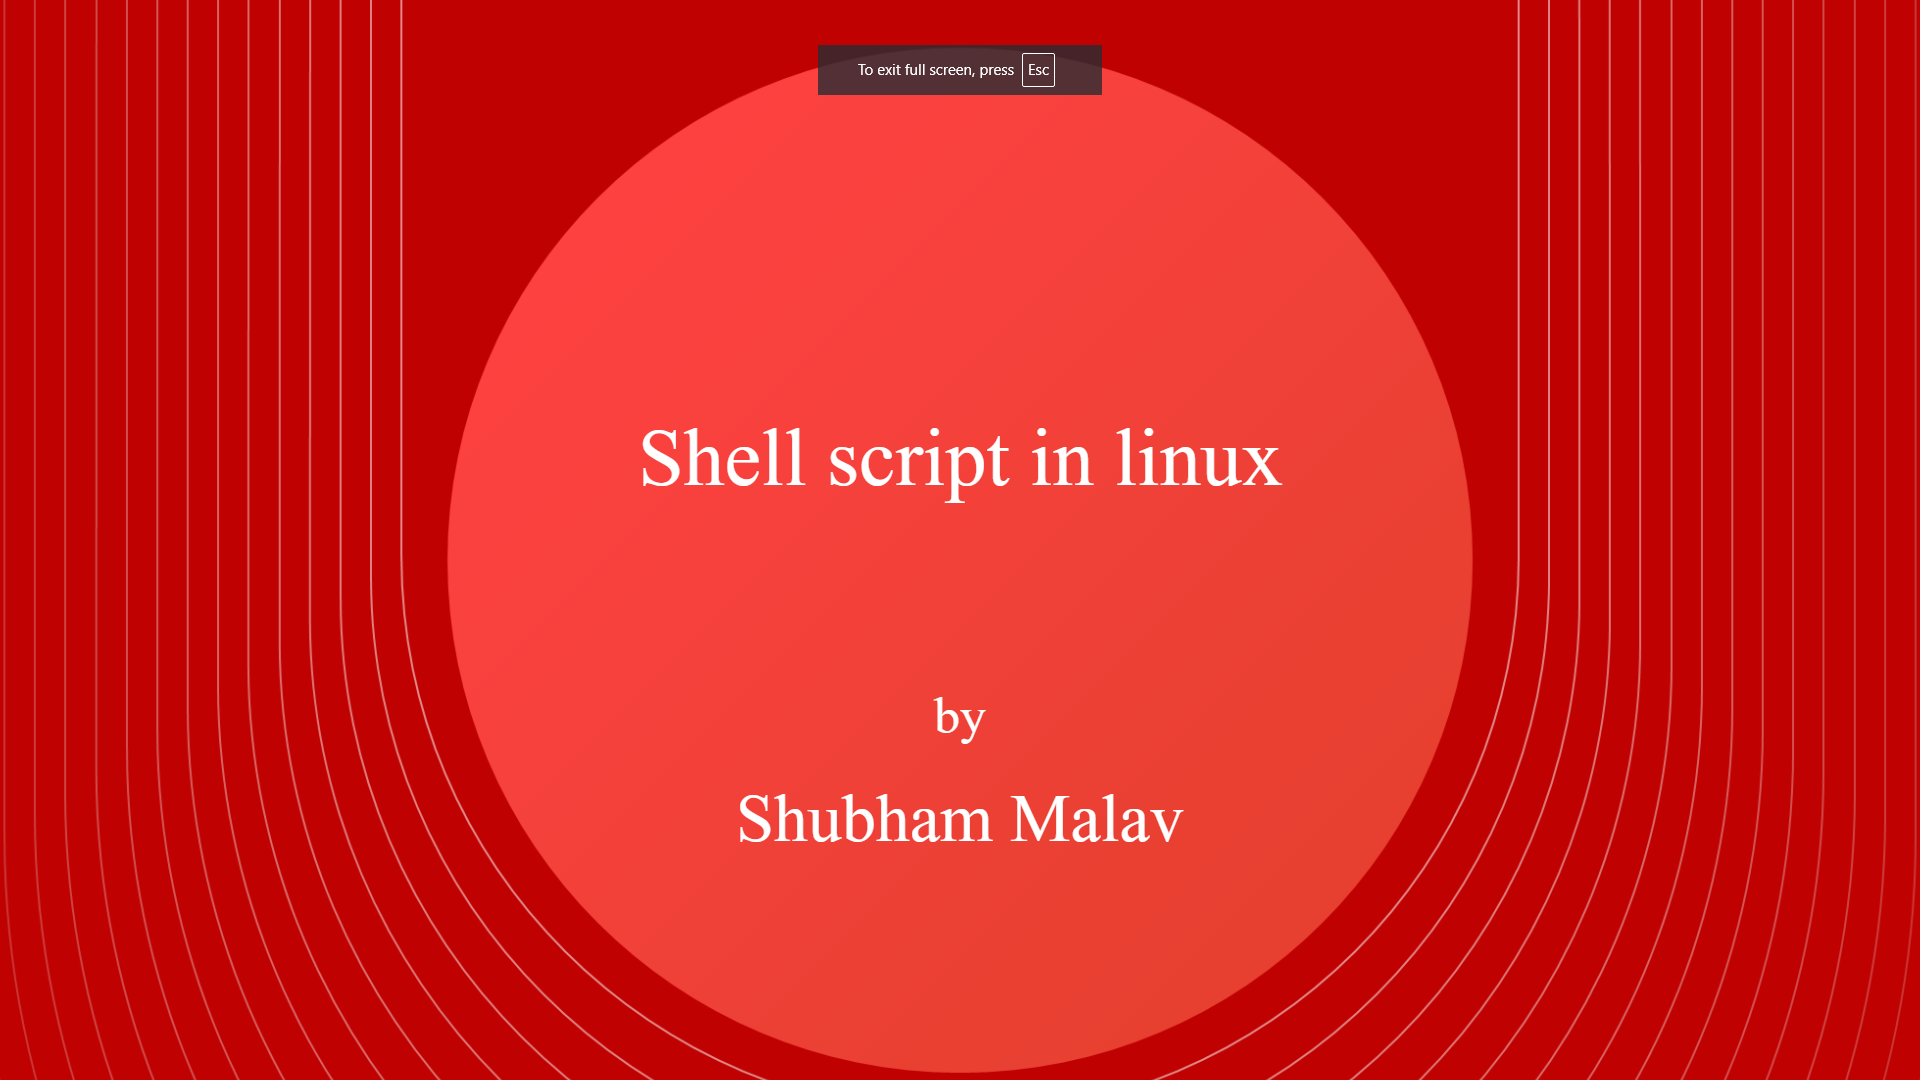 To exit full screen, press Esc
Shell script in linux
by
Shubham Malav